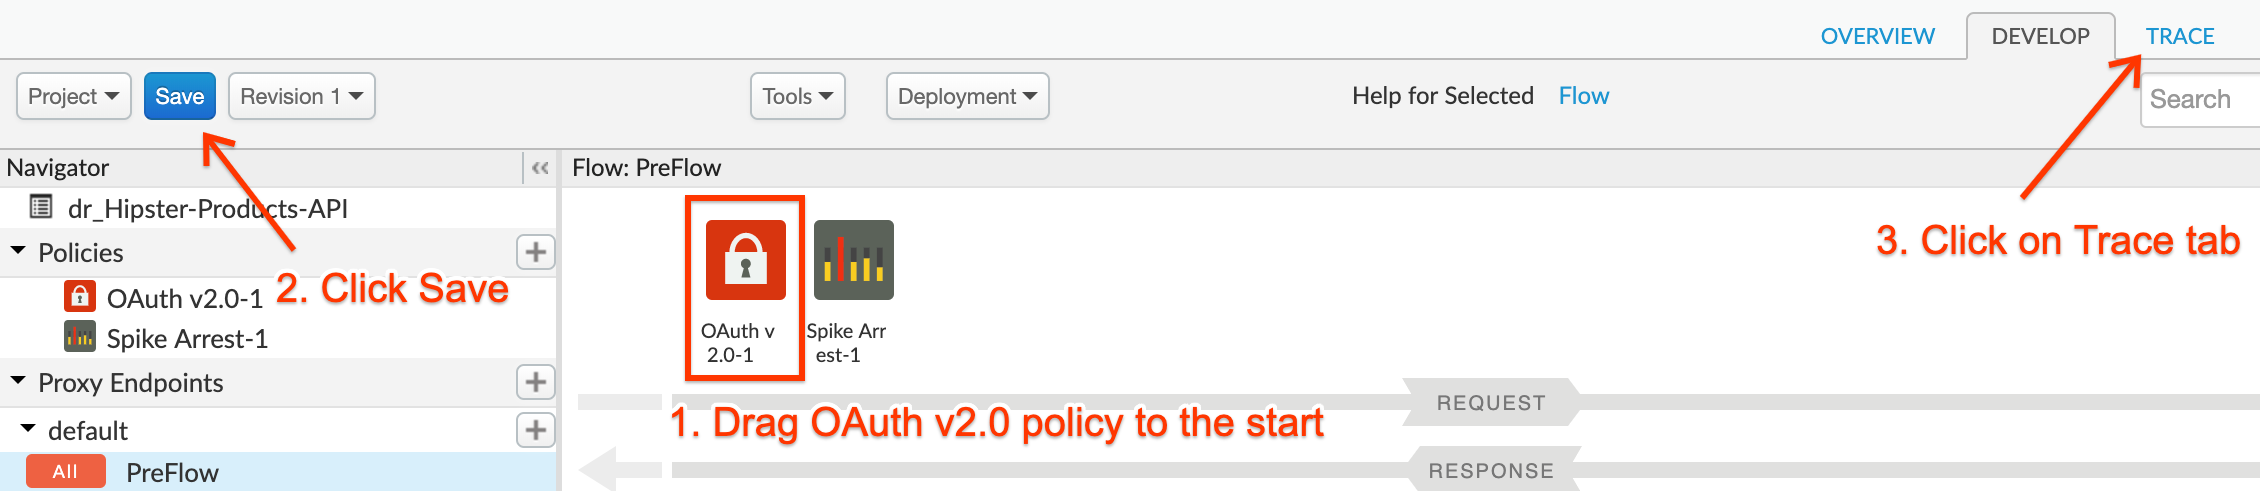 OVERVIEW DEVELOP TRACE
Project Save Revision 1 Tools Deployment Help for Selected Flow Search
Navigator
Flow: PreFlow
dr_Hipster-Products-API
Policies
3. Click on Trace tab
2. Click Save
OAuth v2.0-1
Spike Arrest-1
OAuth v
2.0-1
Spike Arr
est-1
Proxy Endpoints
REQUEST
1. Drag OAuth v2.0 policy to the start
default
All PreFlow
RESPONSE